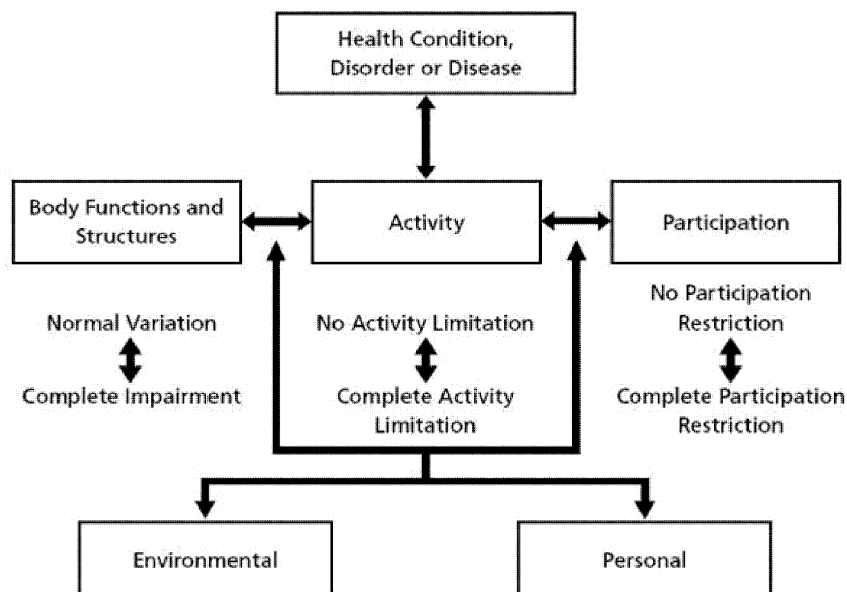 Health Condition,
Disorder or Disease
Body Functions and
Structures
Activity
Participation
Normal Variation
Complete Impairment
No Activity Limitation
Complete Activity
Limitation
No Participation
Restriction
Complete Participation
Restriction
Environmental
Personal